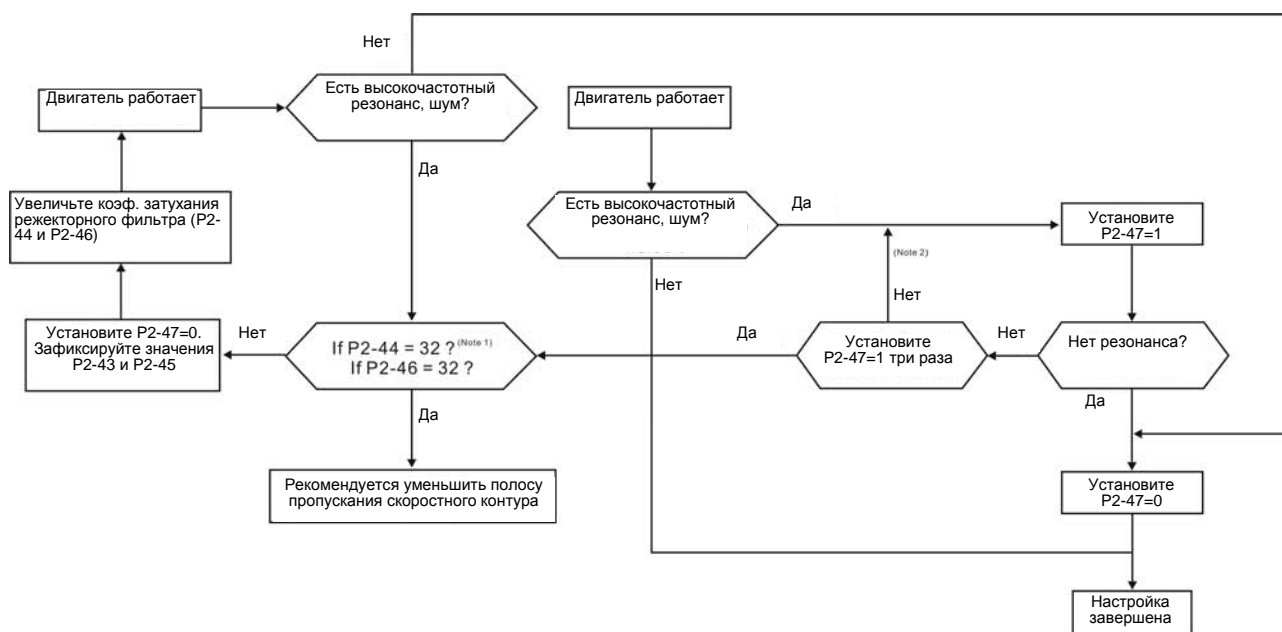 Нет
Двигатель работает
Есть высокочастотный
резонанс, шум?
Двигатель работает
Да
Увеличьте коэф. затухания
режекторного фильтра (P2-
44 и P2-46)
Есть высокочастотный
резонанс, шум?
Да
Установите
P2-47=1
(Note 2)
Нет
Нет
Установите P2-47=0.
Зафиксируйте значения
P2-43 и P2-45
Нет
If P2-44 = 32 ? (Note 1)
If P2-46 = 32 ?
Да
Установите
P2-47=1 три раза
Нет
Нет резонанса?
Да
Да
Рекомендуется уменьшить полосу
пропускания скоростного контура
Установите
P2-47=0
Настройка
завершена